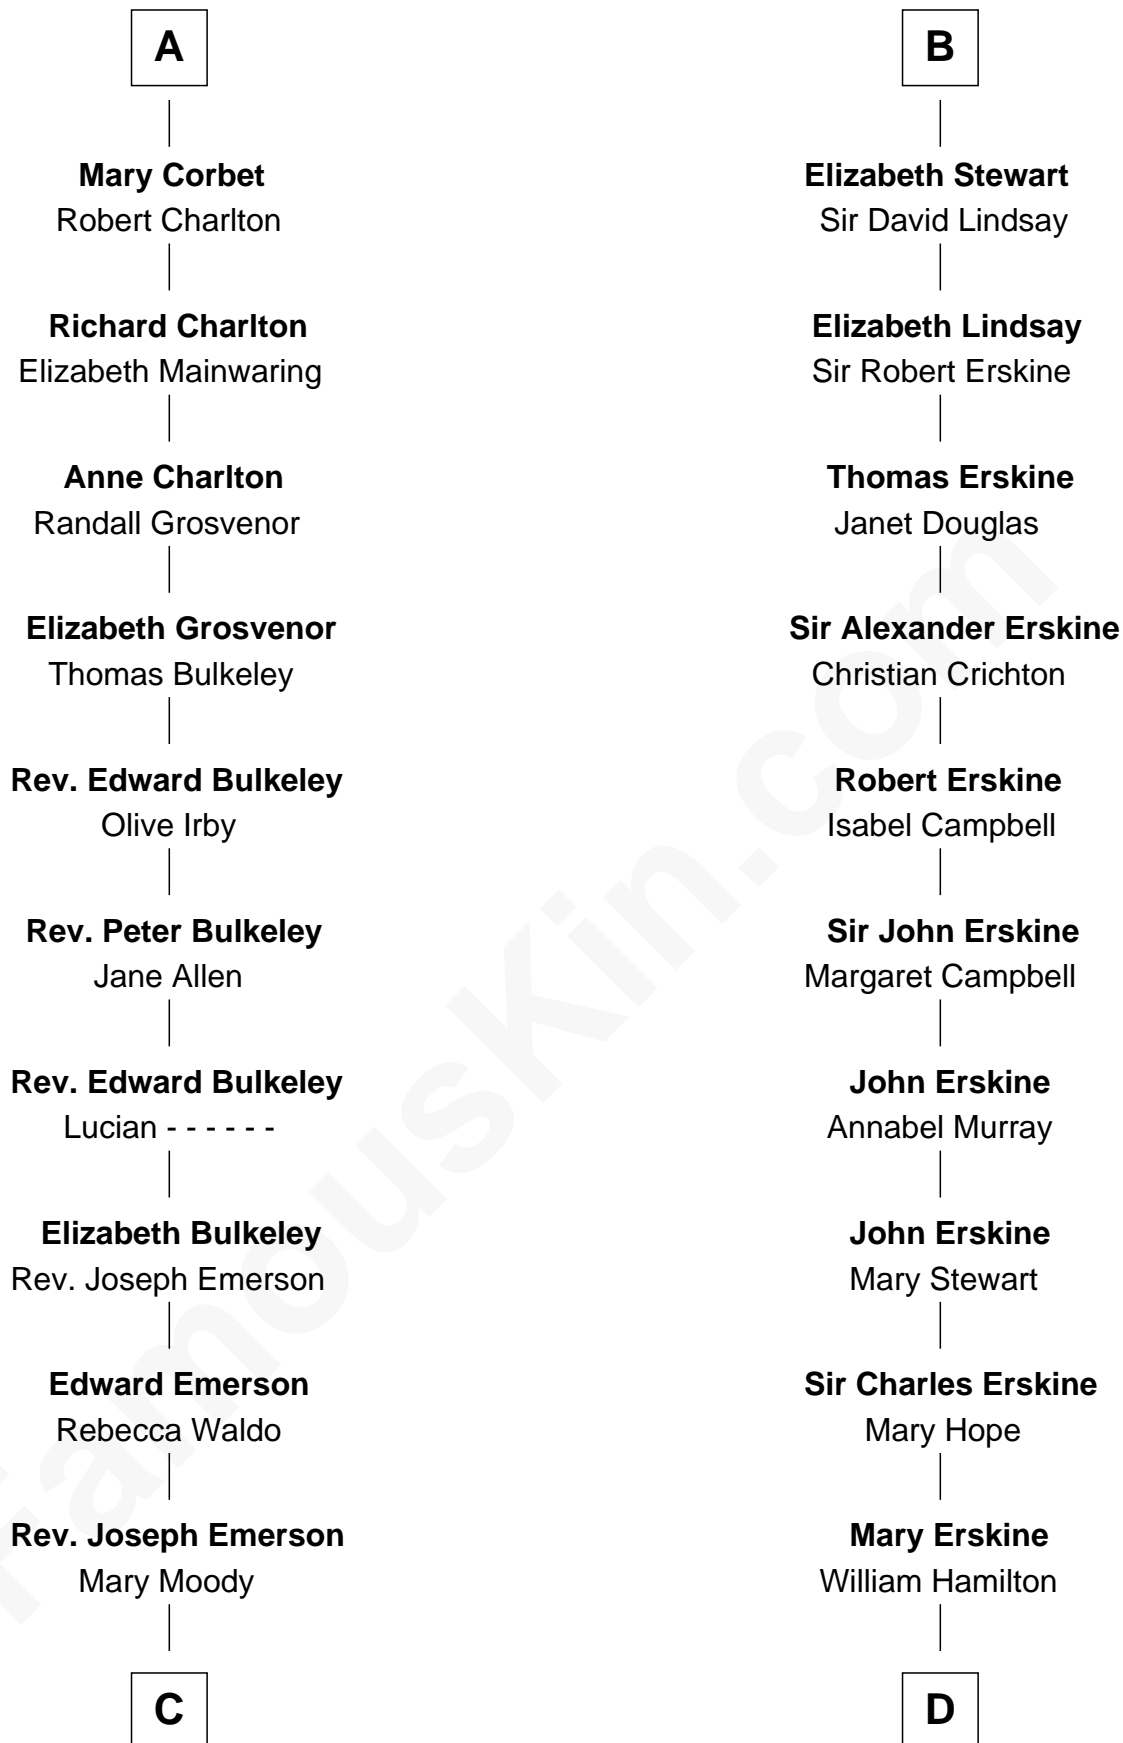 A
Mary Corbet
Robert Charlton
Richard Charlton
Elizabeth Mainwaring
Anne Charlton
Randall Grosvenor
Elizabeth Grosvenor
Thomas Bulkeley
Rev. Edward Bulkeley
Olive Irby
Rev. Peter Bulkeley
Jane Allen
Rev. Edward Bulkeley
Lucian - - - - - -
Elizabeth Bulkeley
Rev. Joseph Emerson
Edward Emerson
Rebecca Waldo
Rev. Joseph Emerson
Mary Moody
C
B
Elizabeth Stewart
Sir David Lindsay
Elizabeth Lindsay
Sir Robert Erskine
Thomas Erskine
Janet Douglas
Sir Alexander Erskine
Christian Crichton
Robert Erskine
Isabel Campbell
Sir John Erskine
Margaret Campbell
John Erskine
Annabel Murray
John Erskine
Mary Stewart
Sir Charles Erskine
Mary Hope
Mary Erskine
William Hamilton
D
FamousKin.com